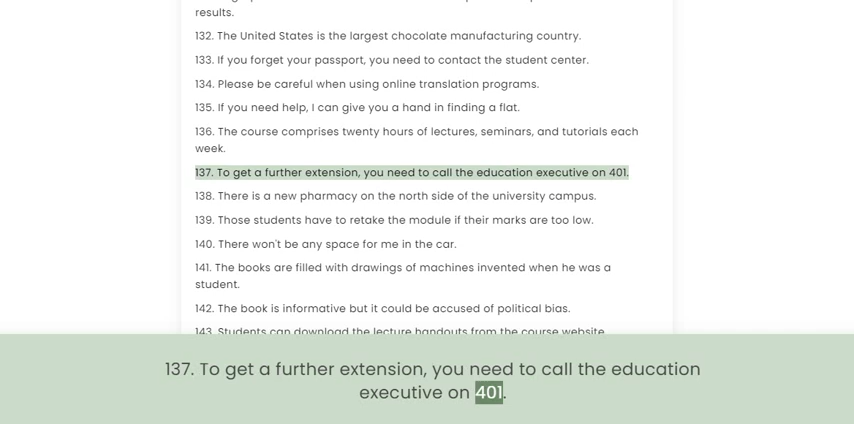 results.
132. The United States is the largest chocolate manufacturing country.
133. If you forget your passport, you need to contact the student center.
134. Please be careful when using online translation programs.
135. If you need help, I can give you a hand in finding a flat.
136. The course comprises twenty hours of lectures, seminars, and tutorials each
week.
137. To get a further extension, you need to call the education executive on 401.
138. There is a new pharmacy on the north side of the university campus.
139. Those students have to retake the module if their marks are too low.
140. There won't be any space for me in the car.
141. The books are filled with drawings of machines invented when he was a
student.
142. The book is informative but it could be accused of political bias.
143. Students can download the lecture handouts from the course website.
137. To get a further extension, you need to call the education
executive on 401.